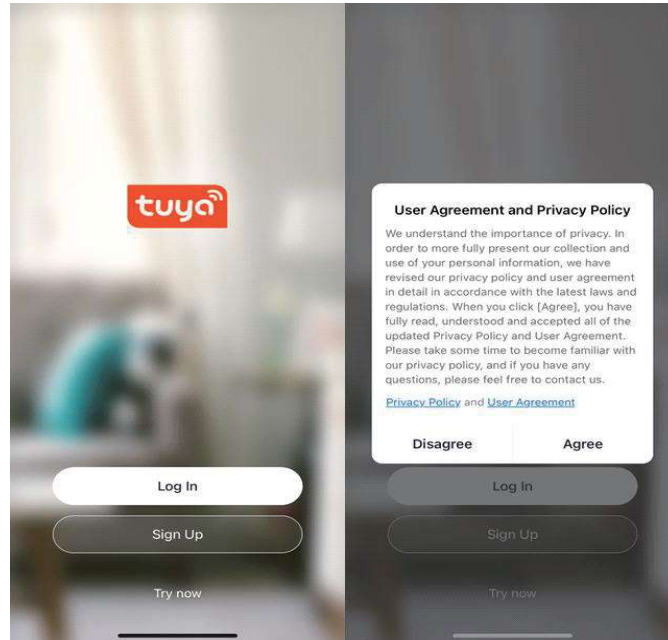 tuya
Log In
Sign Up
Try now
User Agreement and Privacy Policy
We understand the importance of privacy. In
order to more fully present our collection and
use of your personal information, we have
revised our privacy policy and user agreement
in detail in accordance with the latest laws and
regulations. When you click [Agree], you have
fully read, understood and accepted all of the
updated Privacy Policy and User Agreement.
Please take some time to become familiar with
our privacy policy, and if you have any
questions, please feel free to contact us.
Privacy Policy and User Agreement
Disagree Agree
Log In
Sign Up
Try now